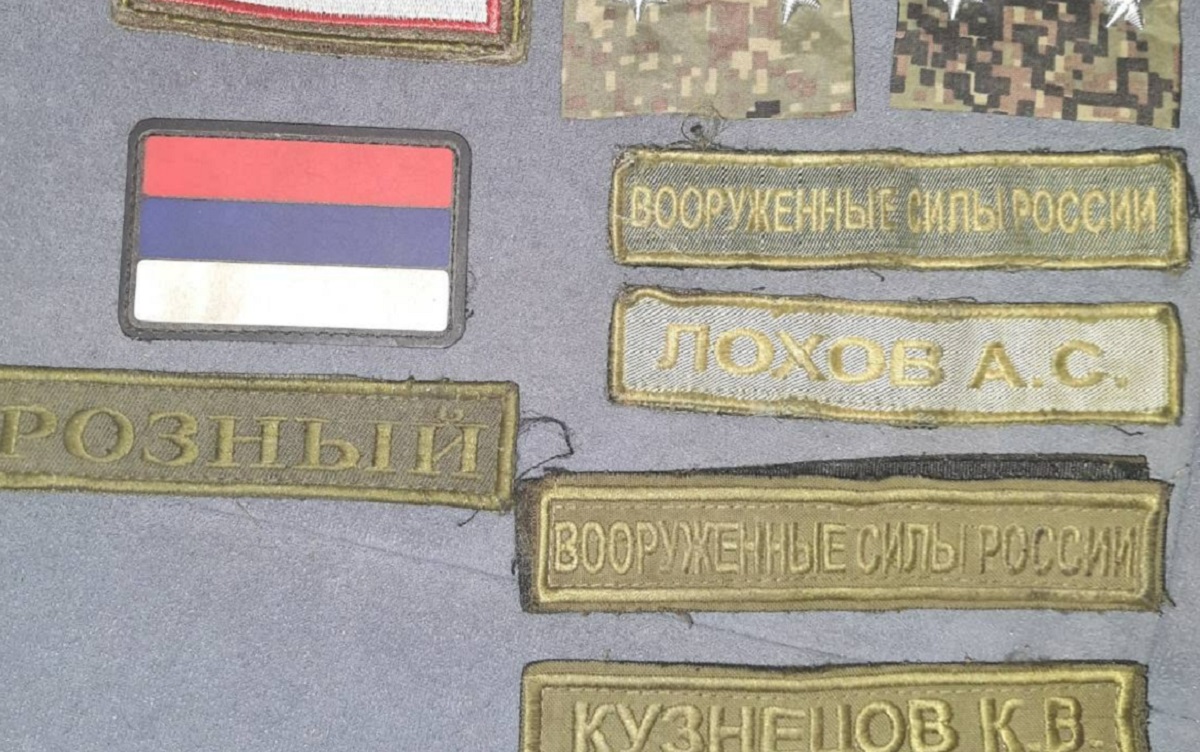 ВООРУЖЕННЫЕ СИЛЫ РОССИИ
ЛОХОВ А.С.
РОЗНЫЙ
ВООРУЖЕННЫЕ СИЛЫ РОССИИ
КУЗНЕЦОВ К.В.